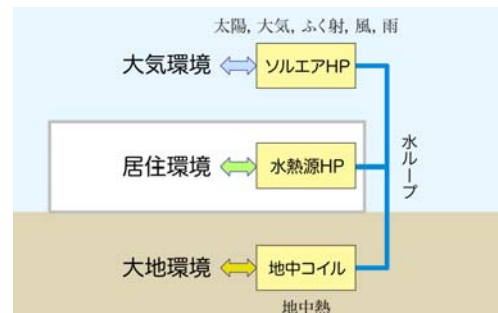 太陽, 大気, ふく射, 風, 雨
大気環境
ソルエアHP
居住環境
水熱源HP
水ループ
大地環境
地中コイル
地中熱